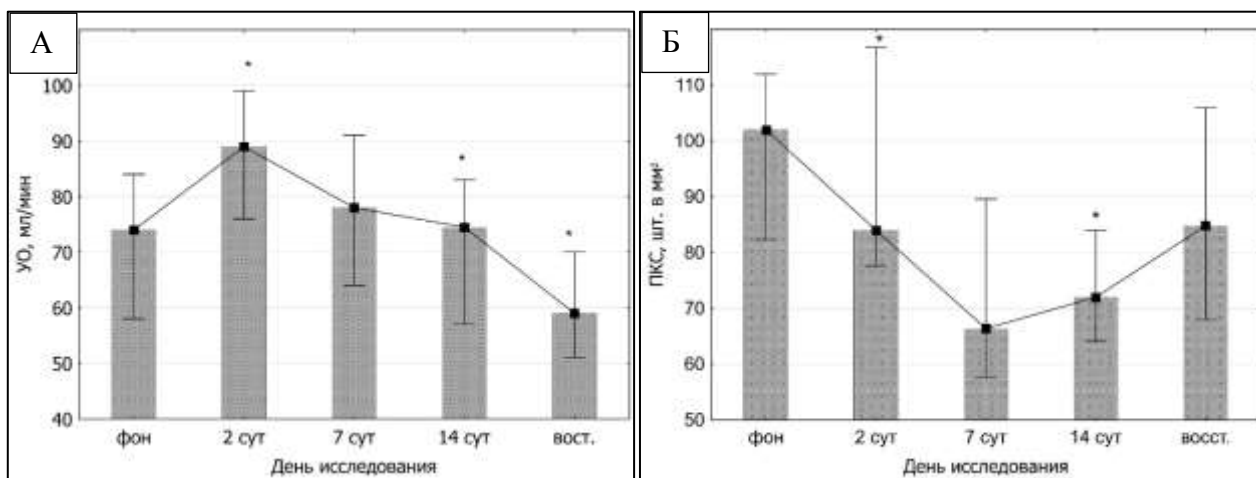 А
УО, мл/мин
100
90
80
70
60
50
40
*
*
*
фон
2 сут
7 сут
14 сут
вост.
День исследования
Б
ПКС, шт. в мм²
110
100
90
80
70
60
50
*
*
фон
2 сут
7 сут
14 сут
восст.
День исследования